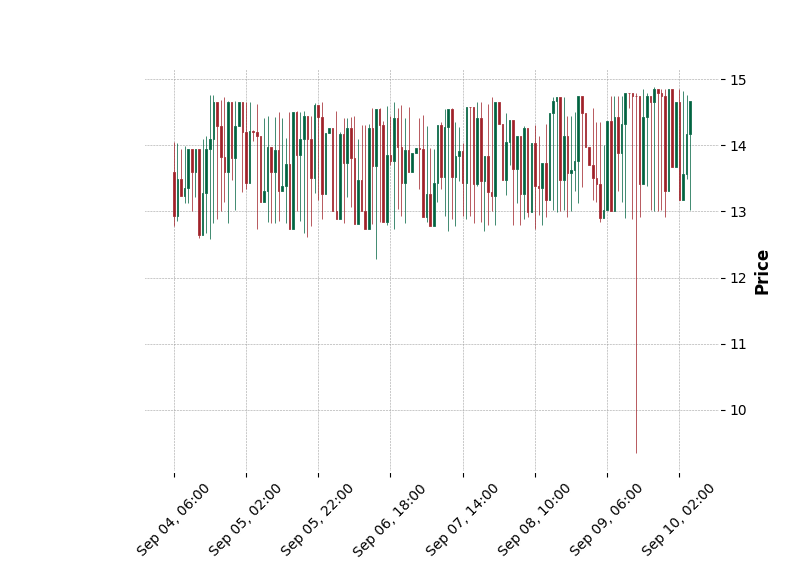 15
14
13
12
11
10
Price
Sep 04, 06:00
Sep 05, 02:00
Sep 05, 22:00
Sep 06, 18:00
Sep 07, 14:00
Sep 08, 10:00
Sep 09, 06:00
Sep 10, 02:00